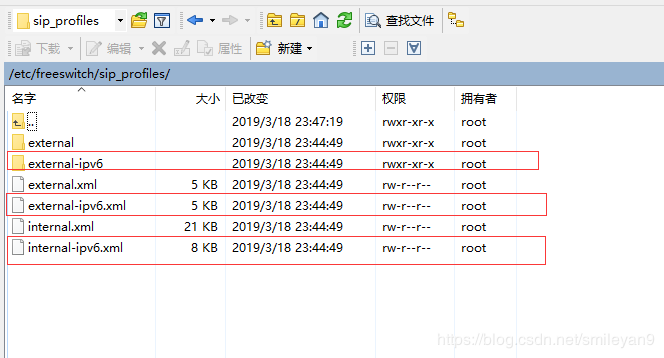 sip_profiles 查找文件
下载 编辑 属性 新建
/etc/freeswitch/sip_profiles/
名字 大小 已改变 权限 拥有者
.. 2019/3/18 23:47:19 rwxr-xr-x root
external 2019/3/18 23:44:49 rwxr-xr-x root
external-ipv6 2019/3/18 23:44:49 rwxr-xr-x root
external.xml 5 KB 2019/3/18 23:44:49 rw-r--r-- root
external-ipv6.xml 5 KB 2019/3/18 23:44:49 rw-r--r-- root
internal.xml 21 KB 2019/3/18 23:44:49 rw-r--r-- root
internal-ipv6.xml 8 KB 2019/3/18 23:44:49 rw-r--r-- root
https://blog.csdn.net/smileyan9